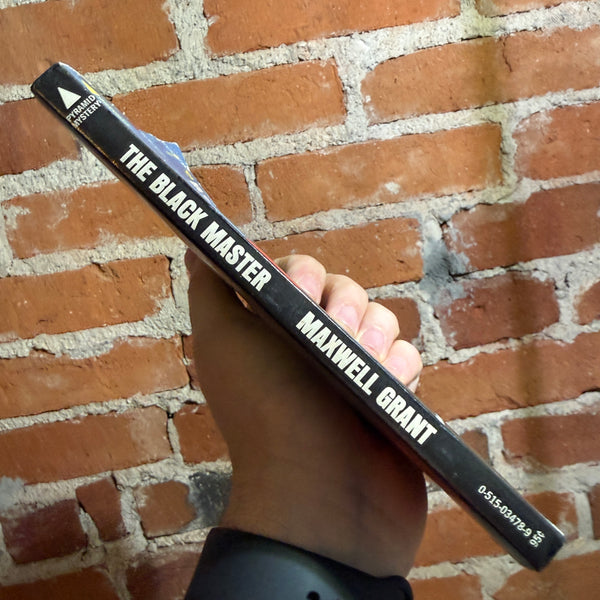 PYRAMID
MYSTERY
THE BLACK MASTER
MAXWELL GRANT
0-515-03478-9
95¢